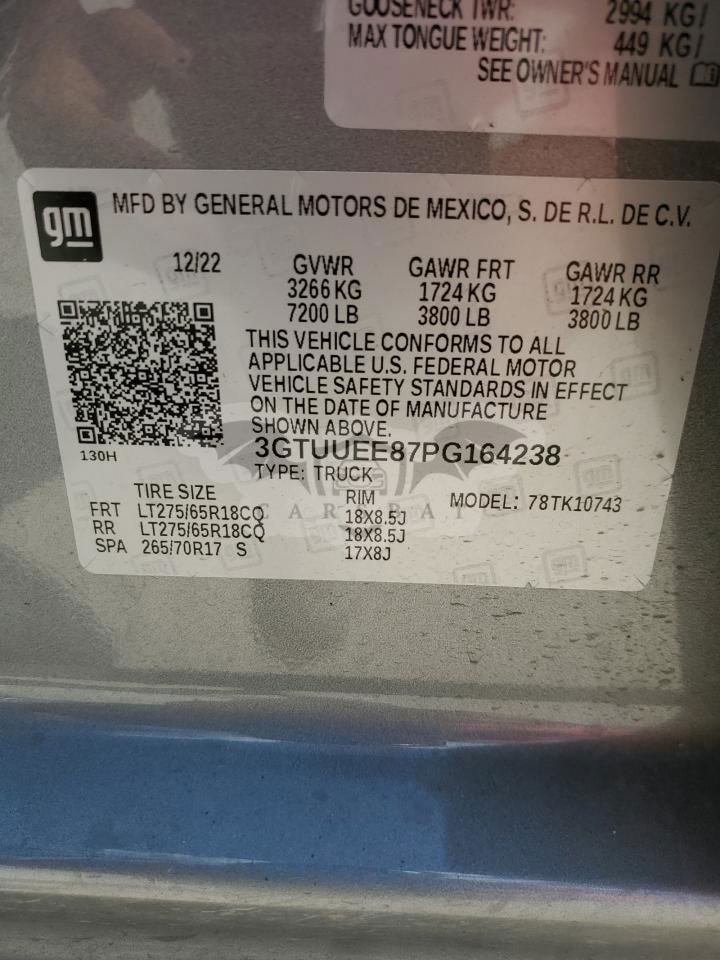 GOOSENECK TWR: 2994 KG/
MAX TONGUE WEIGHT: 449 KG/
SEE OWNER'S MANUAL
gm
MFD BY GENERAL MOTORS DE MEXICO, S. DE R.L. DE C.V.
12/22 GVWR GAWR FRT GAWR RR
3266 KG 1724 KG 1724 KG
7200 LB 3800 LB 3800 LB
THIS VEHICLE CONFORMS TO ALL
APPLICABLE U.S. FEDERAL MOTOR
VEHICLE SAFETY STANDARDS IN EFFECT
ON THE DATE OF MANUFACTURE
SHOWN ABOVE.
130H
3GTUUEE87PG164238
TYPE: TRUCK
TIRE SIZE RIM MODEL: 78TK10743
FRT LT275/65R18CQ 18X8.5J
RR LT275/65R18CQ 18X8.5J
SPA 265/70R17 S 17X8J